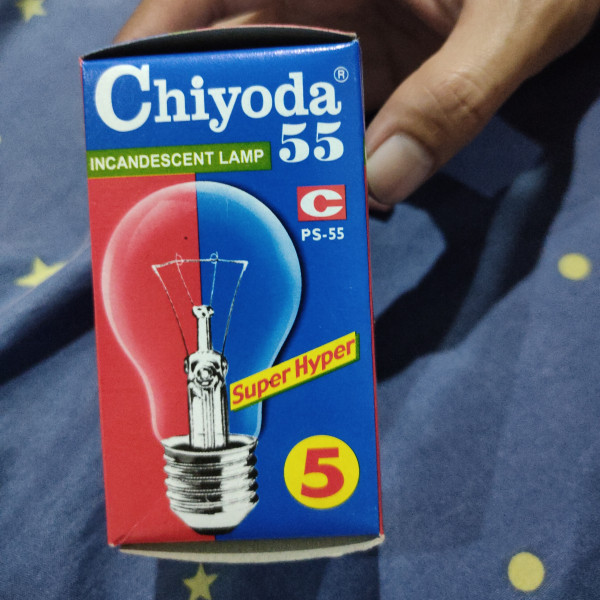 Chiyoda®
55
INCANDESCENT LAMP
C
PS-55
Super Hyper
5